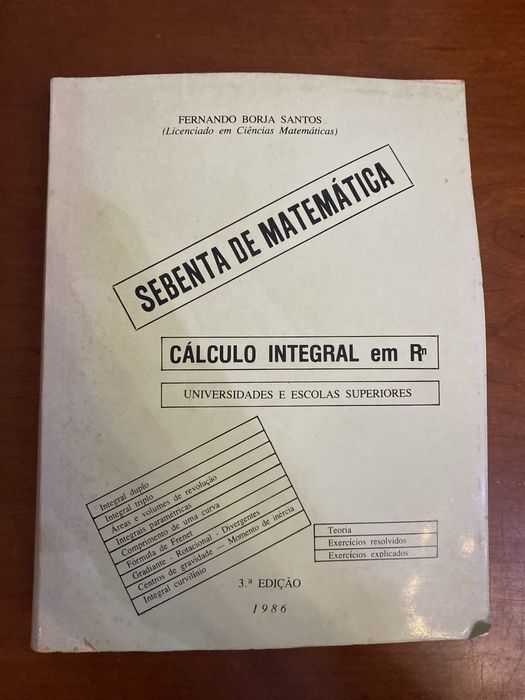 FERNANDO BORJA SANTOS
(Licenciado em Ciências Matemáticas)
SEBENTA DE MATEMÁTICA
CÁLCULO INTEGRAL em Rⁿ
UNIVERSIDADES E ESCOLAS SUPERIORES
Integral duplo
Integral triplo
Áreas e volumes de revolução
Integrais paramétricas
Comprimento de uma curva
Fórmula de Frenet
Gradiante - Rotacional - Divergentes
Centros de gravidade — Momento de inércia
Integral curvilínio
Teoria
Exercícios resolvidos
Exercícios explicados
3.ª EDIÇÃO
1986